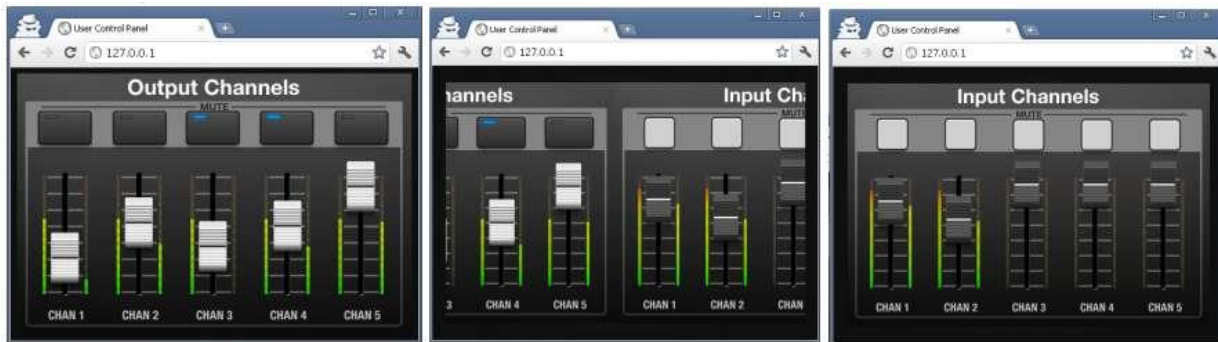 User Control Panel
127.0.0.1
Output Channels
MUTE
CHAN 1 CHAN 2 CHAN 3 CHAN 4 CHAN 5
User Control Panel
127.0.0.1
hannels Input Ch
MUT
3 CHAN 4 CHAN 5 CHAN 1 CHAN 2 CHAN
User Control Panel
127.0.0.1
Input Channels
MUTE
CHAN 1 CHAN 2 CHAN 3 CHAN 4 CHAN 5